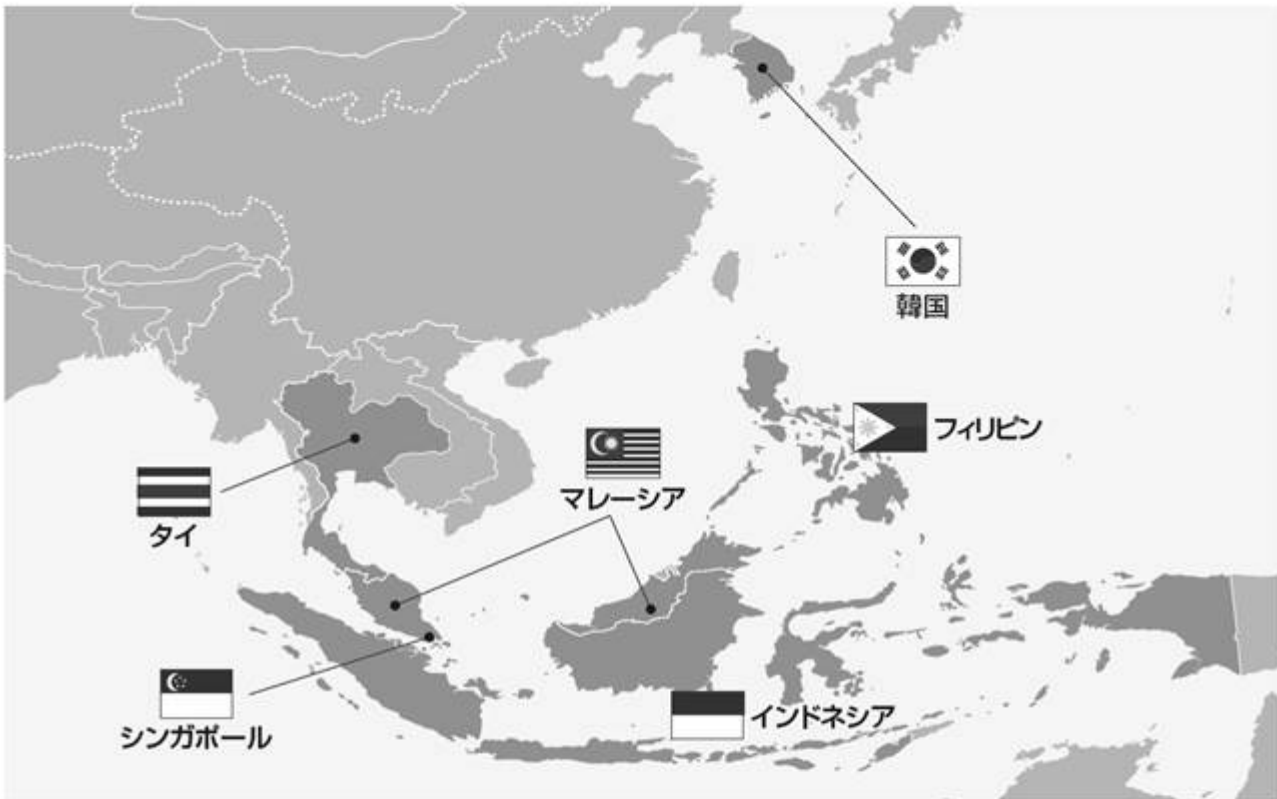 韓国
フィリピン
マレーシア
タイ
シンガポール
インドネシア